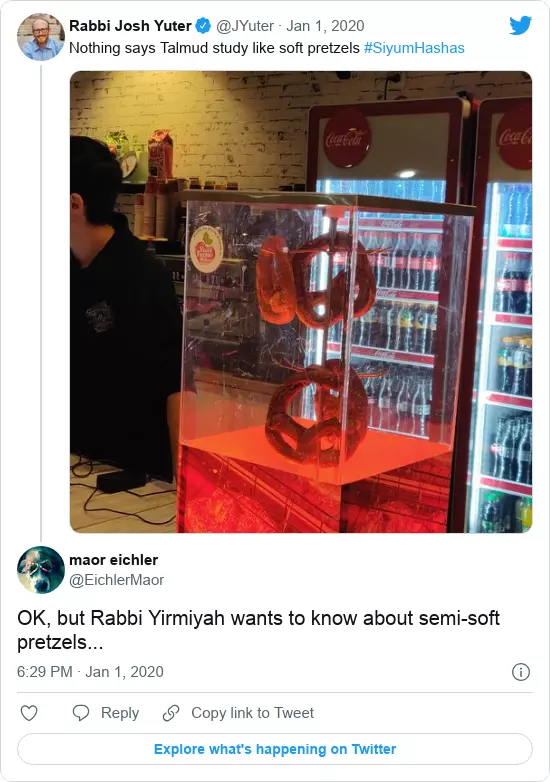 Rabbi Josh Yuter @JYuter · Jan 1, 2020
Nothing says Talmud study like soft pretzels #SiyumHashas
Coca-Cola
Coca-Cola
maor eichler
@EichlerMaor
OK, but Rabbi Yirmiyah wants to know about semi-soft
pretzels...
6:29 PM · Jan 1, 2020
Reply
Copy link to Tweet
Explore what's happening on Twitter